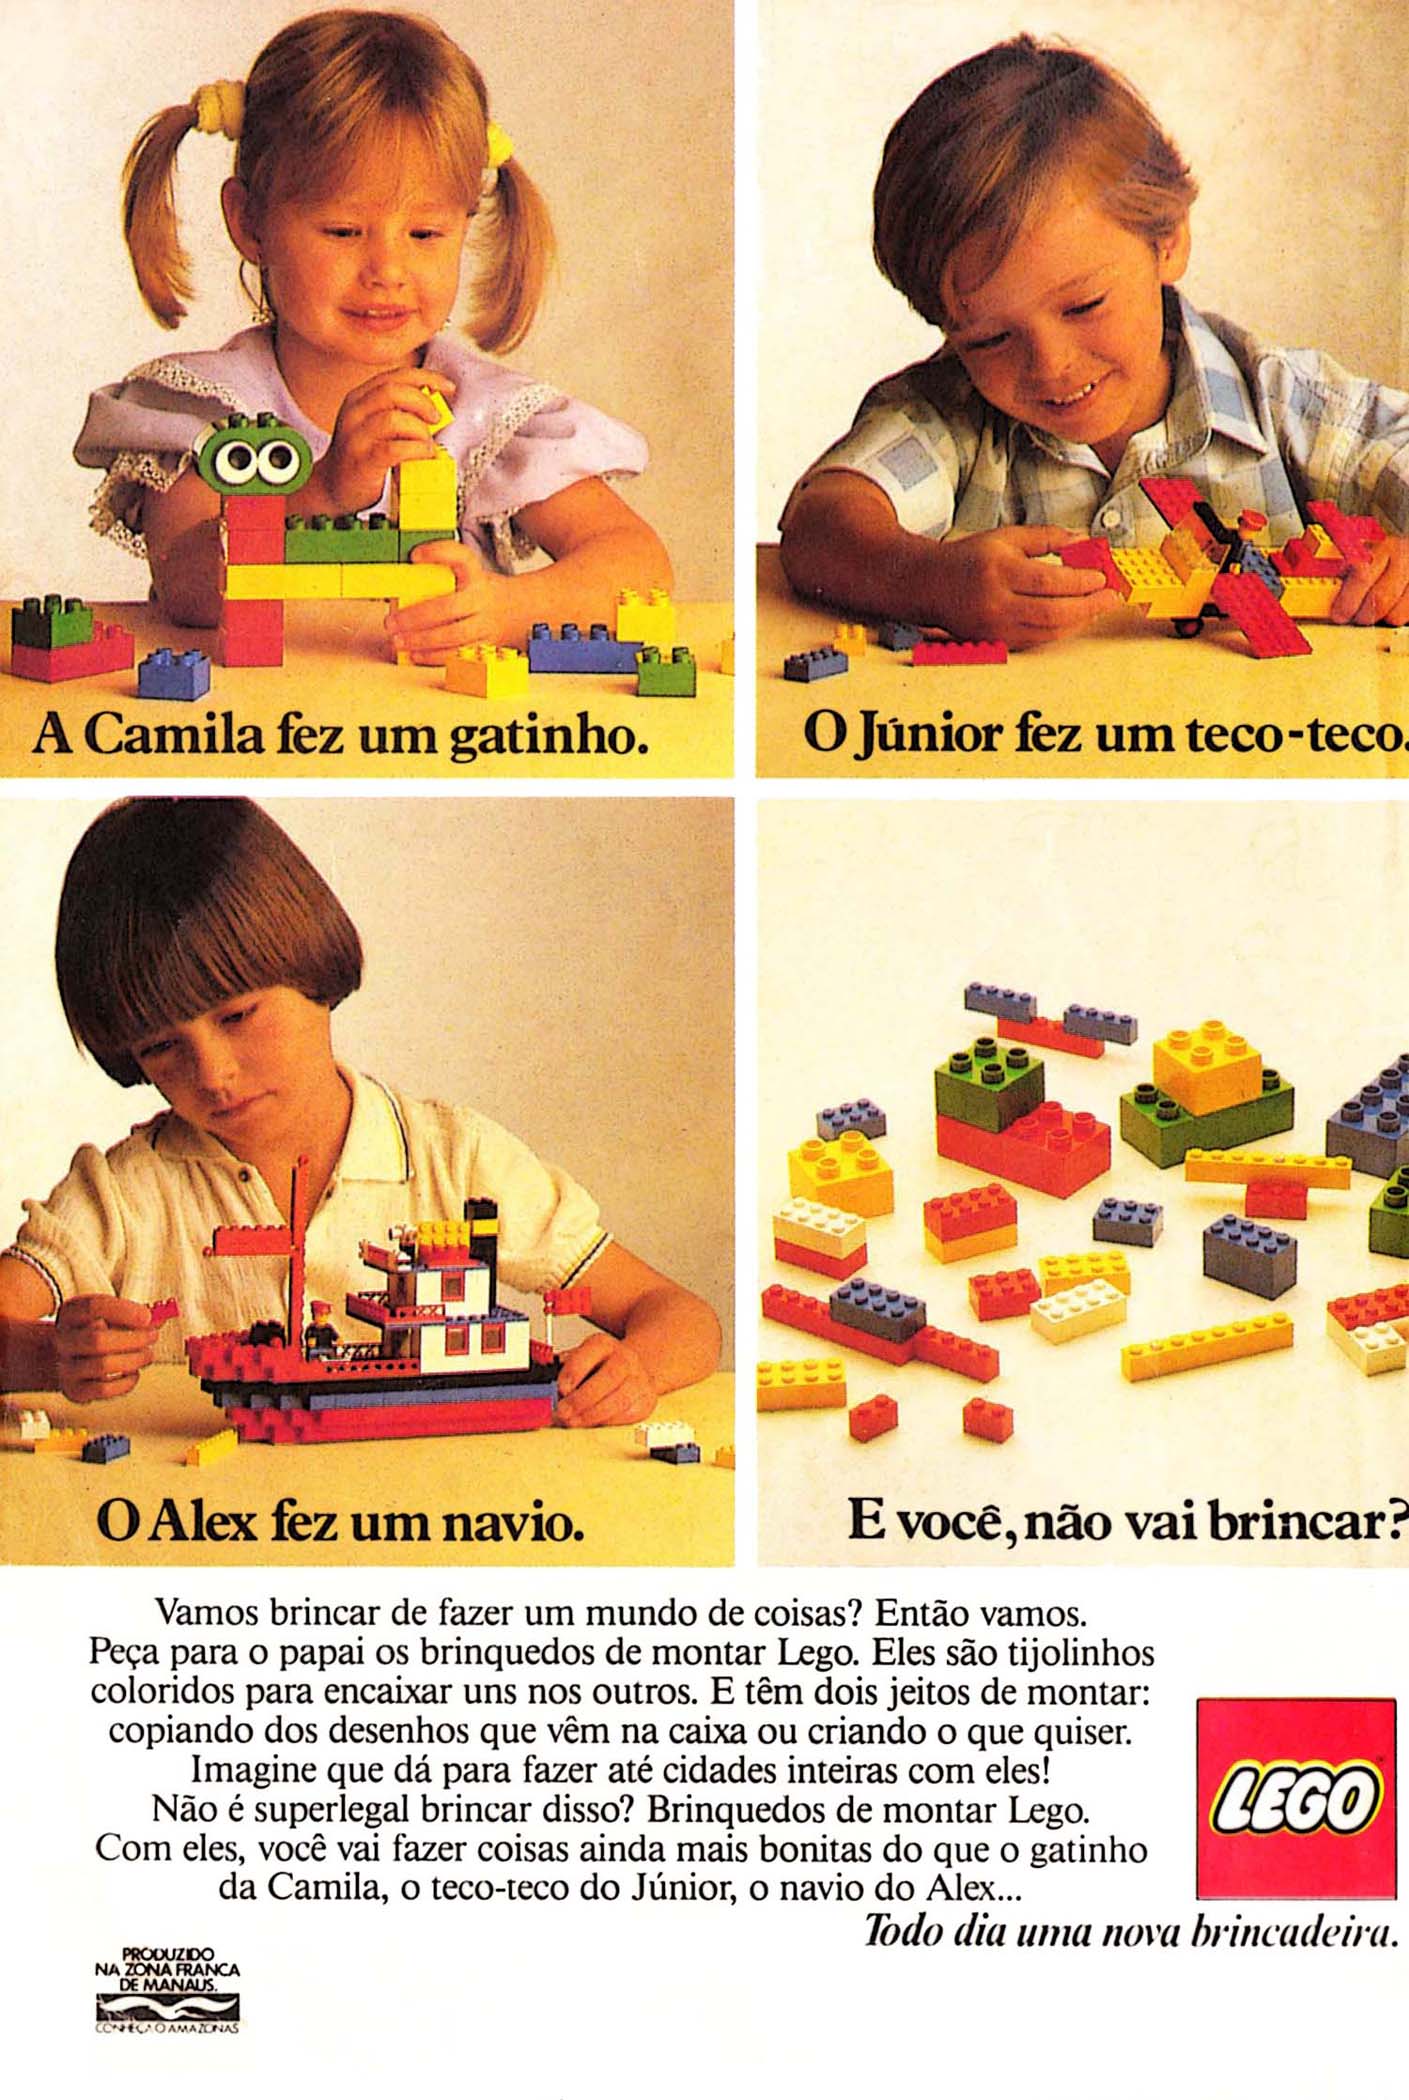 A Camila fez um gatinho.
O Júnior fez um teco-teco.
O Alex fez um navio.
E você, não vai brincar?
Vamos brincar de fazer um mundo de coisas? Então vamos.
Peça para o papai os brinquedos de montar Lego. Eles são tijolinhos
coloridos para encaixar uns nos outros. E têm dois jeitos de montar:
copiando dos desenhos que vêm na caixa ou criando o que quiser.
Imagine que dá para fazer até cidades inteiras com eles!
Não é superlegal brincar disso? Brinquedos de montar Lego.
Com eles, você vai fazer coisas ainda mais bonitas do que o gatinho
da Camila, o teco-teco do Júnior, o navio do Alex...
LEGO
Todo dia uma nova brincadeira.
PRODUZIDO
NA ZONA FRANCA
DE MANAUS.
CONHEÇA O AMAZONAS